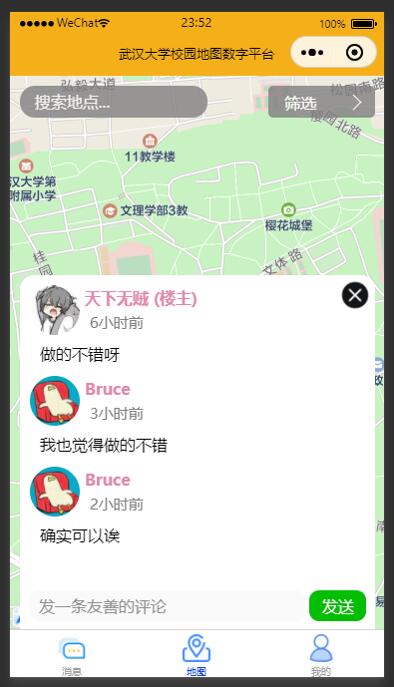 WeChat
23:52
100%
武汉大学校园地图数字平台
弘毅大道
松园南路
搜索地点...
筛选
樱园北路
11教学楼
汉大学第
附属小学
文理学部3教
樱花城堡
桂园
文体路
天下无贼 (楼主)
6小时前
做的不错呀
Bruce
3小时前
我也觉得做的不错
Bruce
2小时前
确实可以诶
发一条友善的评论
发送
消息
地图
我的